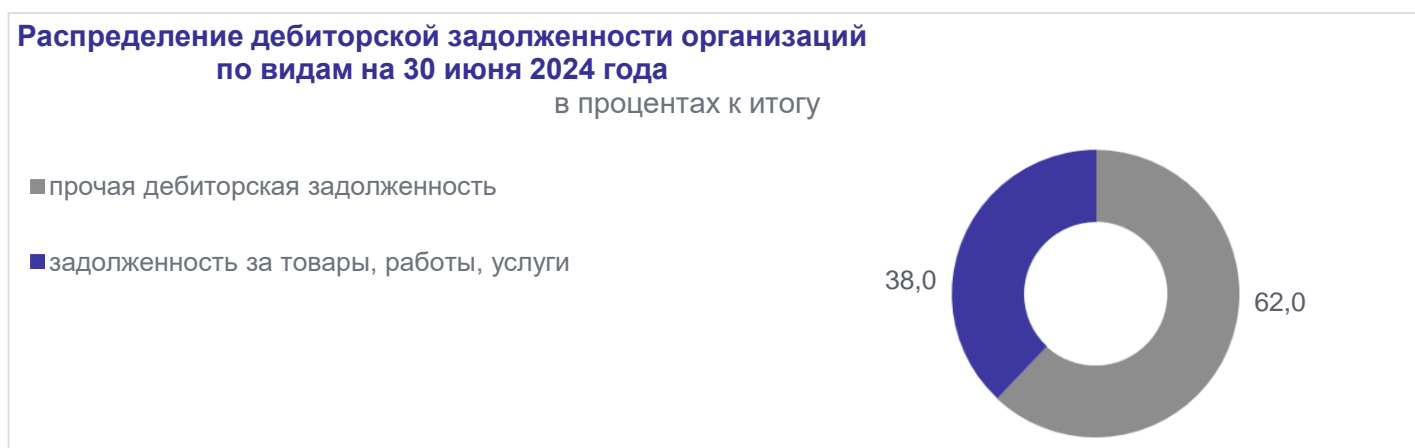 Распределение дебиторской задолженности организаций
по видам на 30 июня 2024 года
в процентах к итогу
прочая дебиторская задолженность
задолженность за товары, работы, услуги
38,0
62,0